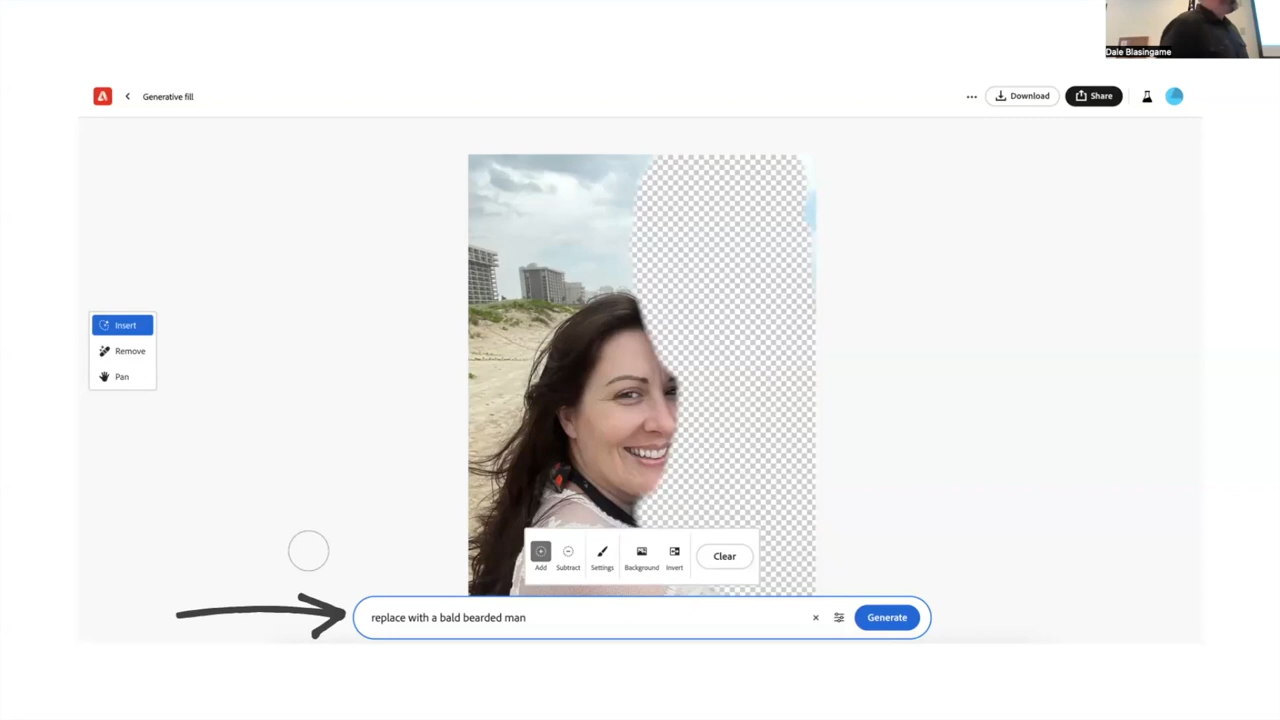 Dale Blasingame
Generative fill
Download
Share
Insert
Remove
Pan
Add
Subtract
Settings
Background
Invert
Clear
replace with a bald bearded man
Generate